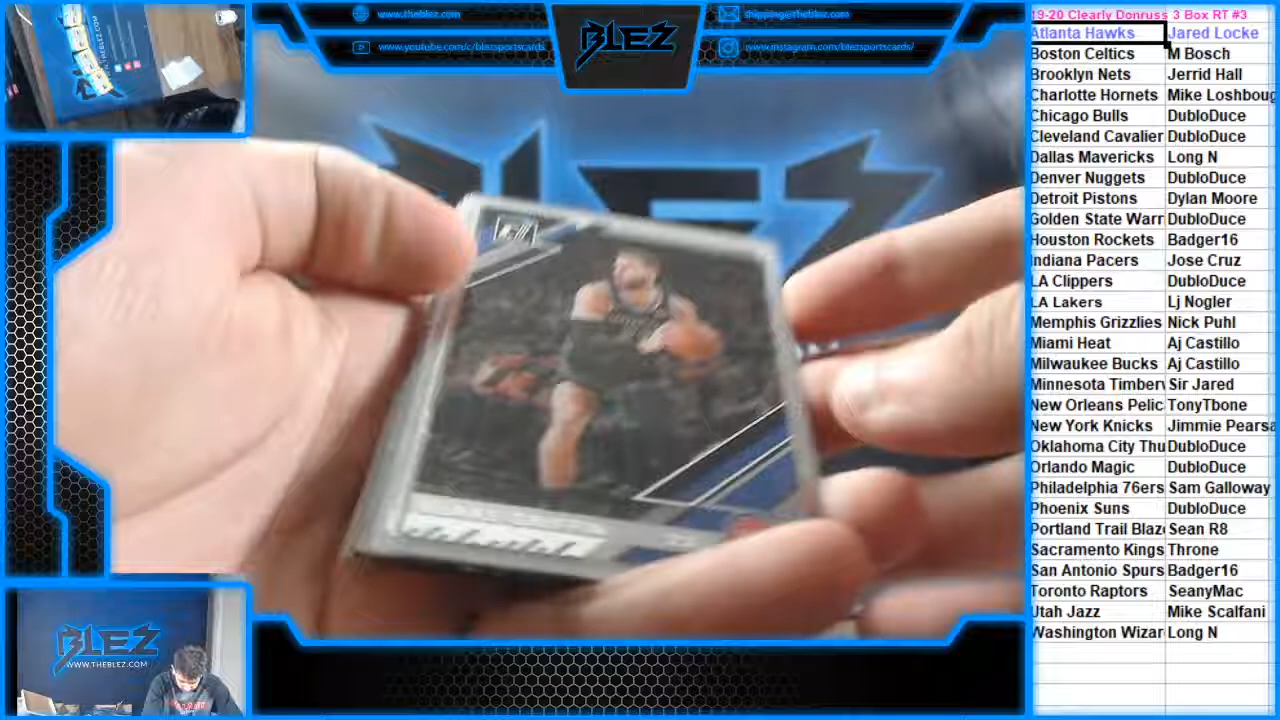 www.theblez.com
shipping@theblez.com
www.youtube.com/c/blezsportscards/
www.instagram.com/blezsportscards/
BLEZ
BLEZ
WWW.THEBLEZ.COM
19-20 Clearly Donruss 3 Box RT #3
Atlanta Hawks Jared Locke
Boston Celtics M Bosch
Brooklyn Nets Jerrid Hall
Charlotte Hornets Mike Loshboug
Chicago Bulls DubloDuce
Cleveland Cavalier DubloDuce
Dallas Mavericks Long N
Denver Nuggets DubloDuce
Detroit Pistons Dylan Moore
Golden State Warr DubloDuce
Houston Rockets Badger16
Indiana Pacers Jose Cruz
LA Clippers DubloDuce
LA Lakers Lj Nogler
Memphis Grizzlies Nick Puhl
Miami Heat Aj Castillo
Milwaukee Bucks Aj Castillo
Minnesota Timberv Sir Jared
New Orleans Pelic TonyTbone
New York Knicks Jimmie Pearsa
Oklahoma City Thu DubloDuce
Orlando Magic DubloDuce
Philadelphia 76ers Sam Galloway
Phoenix Suns DubloDuce
Portland Trail Blaz Sean R8
Sacramento Kings Throne
San Antonio Spurs Badger16
Toronto Raptors SeanyMac
Utah Jazz Mike Scalfani
Washington Wizar Long N